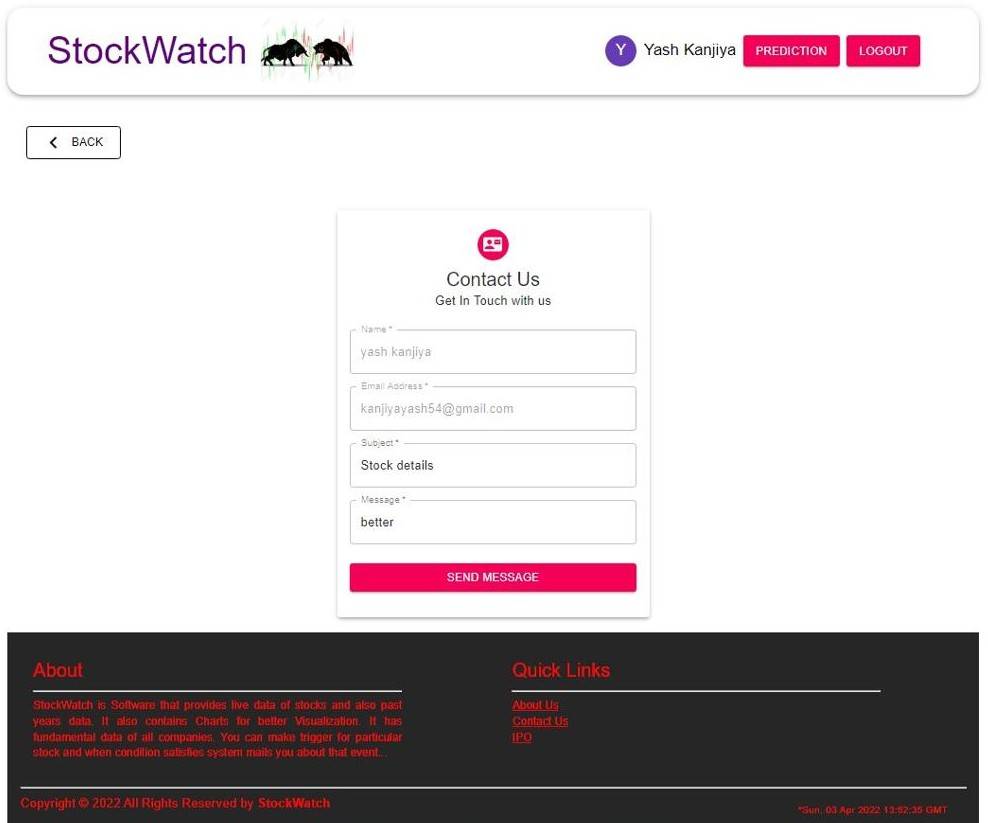 StockWatch
Y Yash Kanjiya PREDICTION LOGOUT
BACK
Contact Us
Get In Touch with us
Name *
yash kanjiya
Email Address *
kanjiyayash54@gmail.com
Subject *
Stock details
Message *
better
SEND MESSAGE
About
StockWatch is Software that provides live data of stocks and also past
years data. It also contains Charts for better Visualization. It has
fundamental data of all companies. You can make trigger for particular
stock and when condition satisfies system mails you about that event...
Quick Links
About Us
Contact Us
IPO
Copyright © 2022 All Rights Reserved by StockWatch
*Sun, 03 Apr 2022 13:52:35 GMT